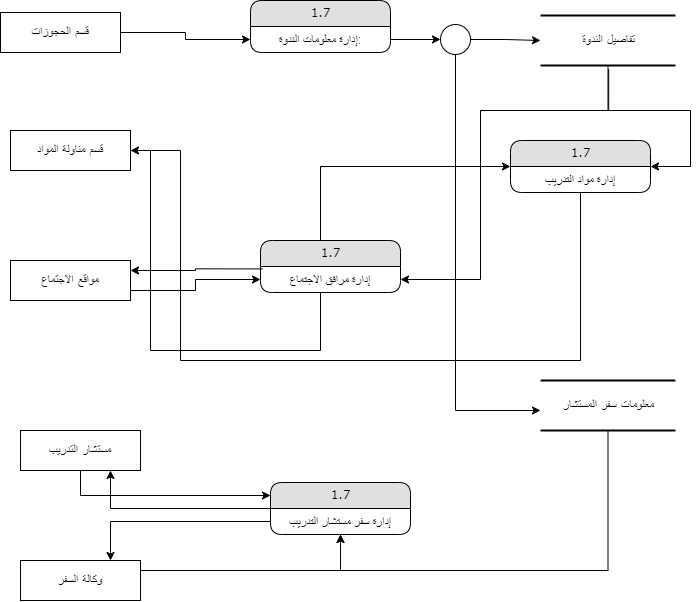 1.7
قسم الحجوزات
إدارة معلومات الندوة:
تفاصيل الندوة
قسم مناولة المواد
1.7
إدارة مواد التدريب
1.7
مواقع الاجتماع
إدارة مرافق الاجتماع
معلومات سفر المستشار
مستشار التدريب
1.7
إدارة سفر مستشار التدريب
وكالة السفر